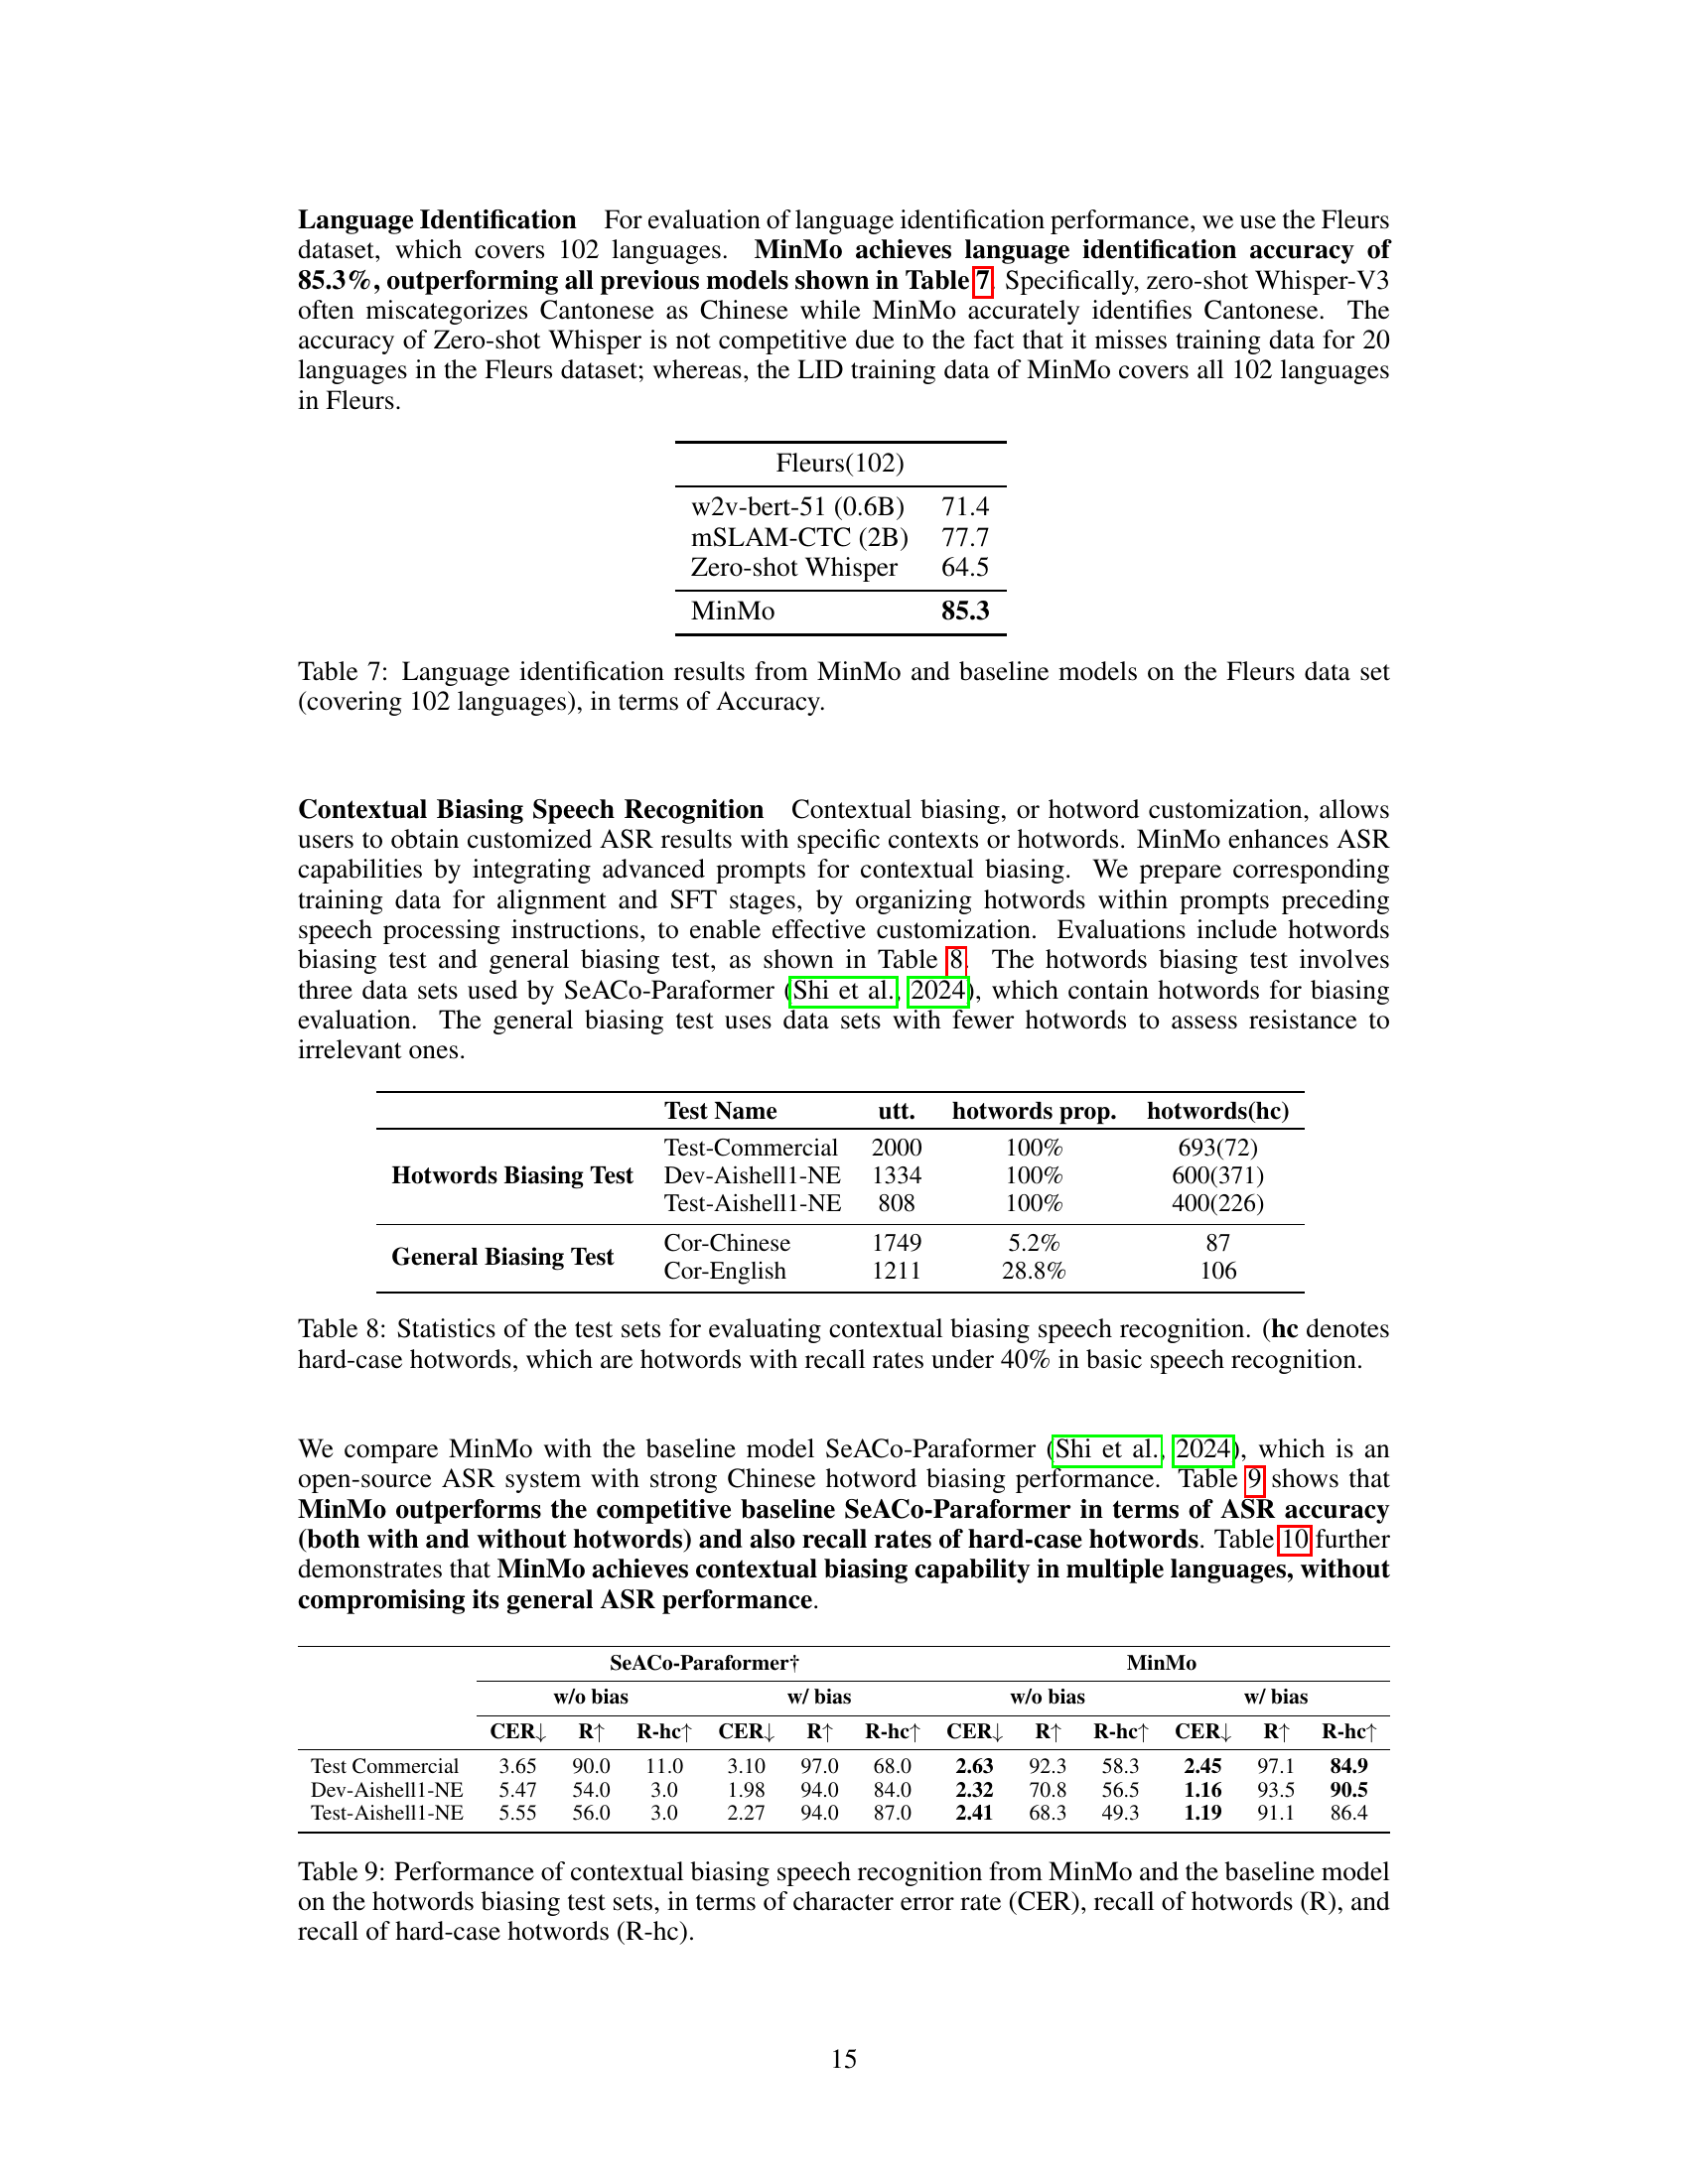 Language Identification For evaluation of language identification performance, we use the Fleurs
dataset, which covers 102 languages. MinMo achieves language identification accuracy of
85.3%, outperforming all previous models shown in Table 7. Specifically, zero-shot Whisper-V3
often miscategorizes Cantonese as Chinese while MinMo accurately identifies Cantonese. The
accuracy of Zero-shot Whisper is not competitive due to the fact that it misses training data for 20
languages in the Fleurs dataset; whereas, the LID training data of MinMo covers all 102 languages
in Fleurs.
Fleurs(102)
w2v-bert-51 (0.6B) 71.4
mSLAM-CTC (2B) 77.7
Zero-shot Whisper 64.5
MinMo 85.3
Table 7: Language identification results from MinMo and baseline models on the Fleurs data set
(covering 102 languages), in terms of Accuracy.
Contextual Biasing Speech Recognition Contextual biasing, or hotword customization, allows
users to obtain customized ASR results with specific contexts or hotwords. MinMo enhances ASR
capabilities by integrating advanced prompts for contextual biasing. We prepare corresponding
training data for alignment and SFT stages, by organizing hotwords within prompts preceding
speech processing instructions, to enable effective customization. Evaluations include hotwords
biasing test and general biasing test, as shown in Table 8. The hotwords biasing test involves
three data sets used by SeACo-Paraformer (Shi et al., 2024), which contain hotwords for biasing
evaluation. The general biasing test uses data sets with fewer hotwords to assess resistance to
irrelevant ones.
Test Name utt. hotwords prop. hotwords(hc)
Test-Commercial 2000 100% 693(72)
Hotwords Biasing Test Dev-Aishell1-NE 1334 100% 600(371)
Test-Aishell1-NE 808 100% 400(226)
General Biasing Test Cor-Chinese 1749 5.2% 87
Cor-English 1211 28.8% 106
Table 8: Statistics of the test sets for evaluating contextual biasing speech recognition. (hc denotes
hard-case hotwords, which are hotwords with recall rates under 40% in basic speech recognition.
We compare MinMo with the baseline model SeACo-Paraformer (Shi et al., 2024), which is an
open-source ASR system with strong Chinese hotword biasing performance. Table 9 shows that
MinMo outperforms the competitive baseline SeACo-Paraformer in terms of ASR accuracy
(both with and without hotwords) and also recall rates of hard-case hotwords. Table 10 further
demonstrates that MinMo achieves contextual biasing capability in multiple languages, without
compromising its general ASR performance.
SeACo-Paraformer† MinMo
w/o bias w/ bias w/o bias w/ bias
CER↓ R↑ R-hc↑ CER↓ R↑ R-hc↑ CER↓ R↑ R-hc↑ CER↓ R↑ R-hc↑
Test Commercial 3.65 90.0 11.0 3.10 97.0 68.0 2.63 92.3 58.3 2.45 97.1 84.9
Dev-Aishell1-NE 5.47 54.0 3.0 1.98 94.0 84.0 2.32 70.8 56.5 1.16 93.5 90.5
Test-Aishell1-NE 5.55 56.0 3.0 2.27 94.0 87.0 2.41 68.3 49.3 1.19 91.1 86.4
Table 9: Performance of contextual biasing speech recognition from MinMo and the baseline model
on the hotwords biasing test sets, in terms of character error rate (CER), recall of hotwords (R), and
recall of hard-case hotwords (R-hc).
15